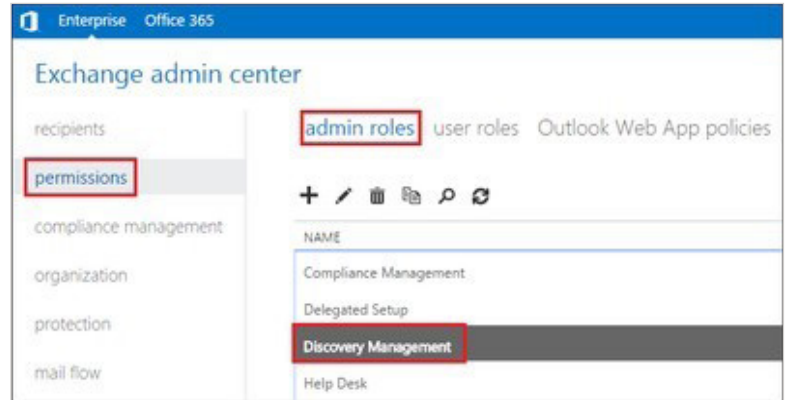 Enterprise Office 365
Exchange admin center
recipients
permissions
compliance management
organization
protection
mail flow
admin roles user roles Outlook Web App policies
NAME
Compliance Management
Delegated Setup
Discovery Management
Help Desk